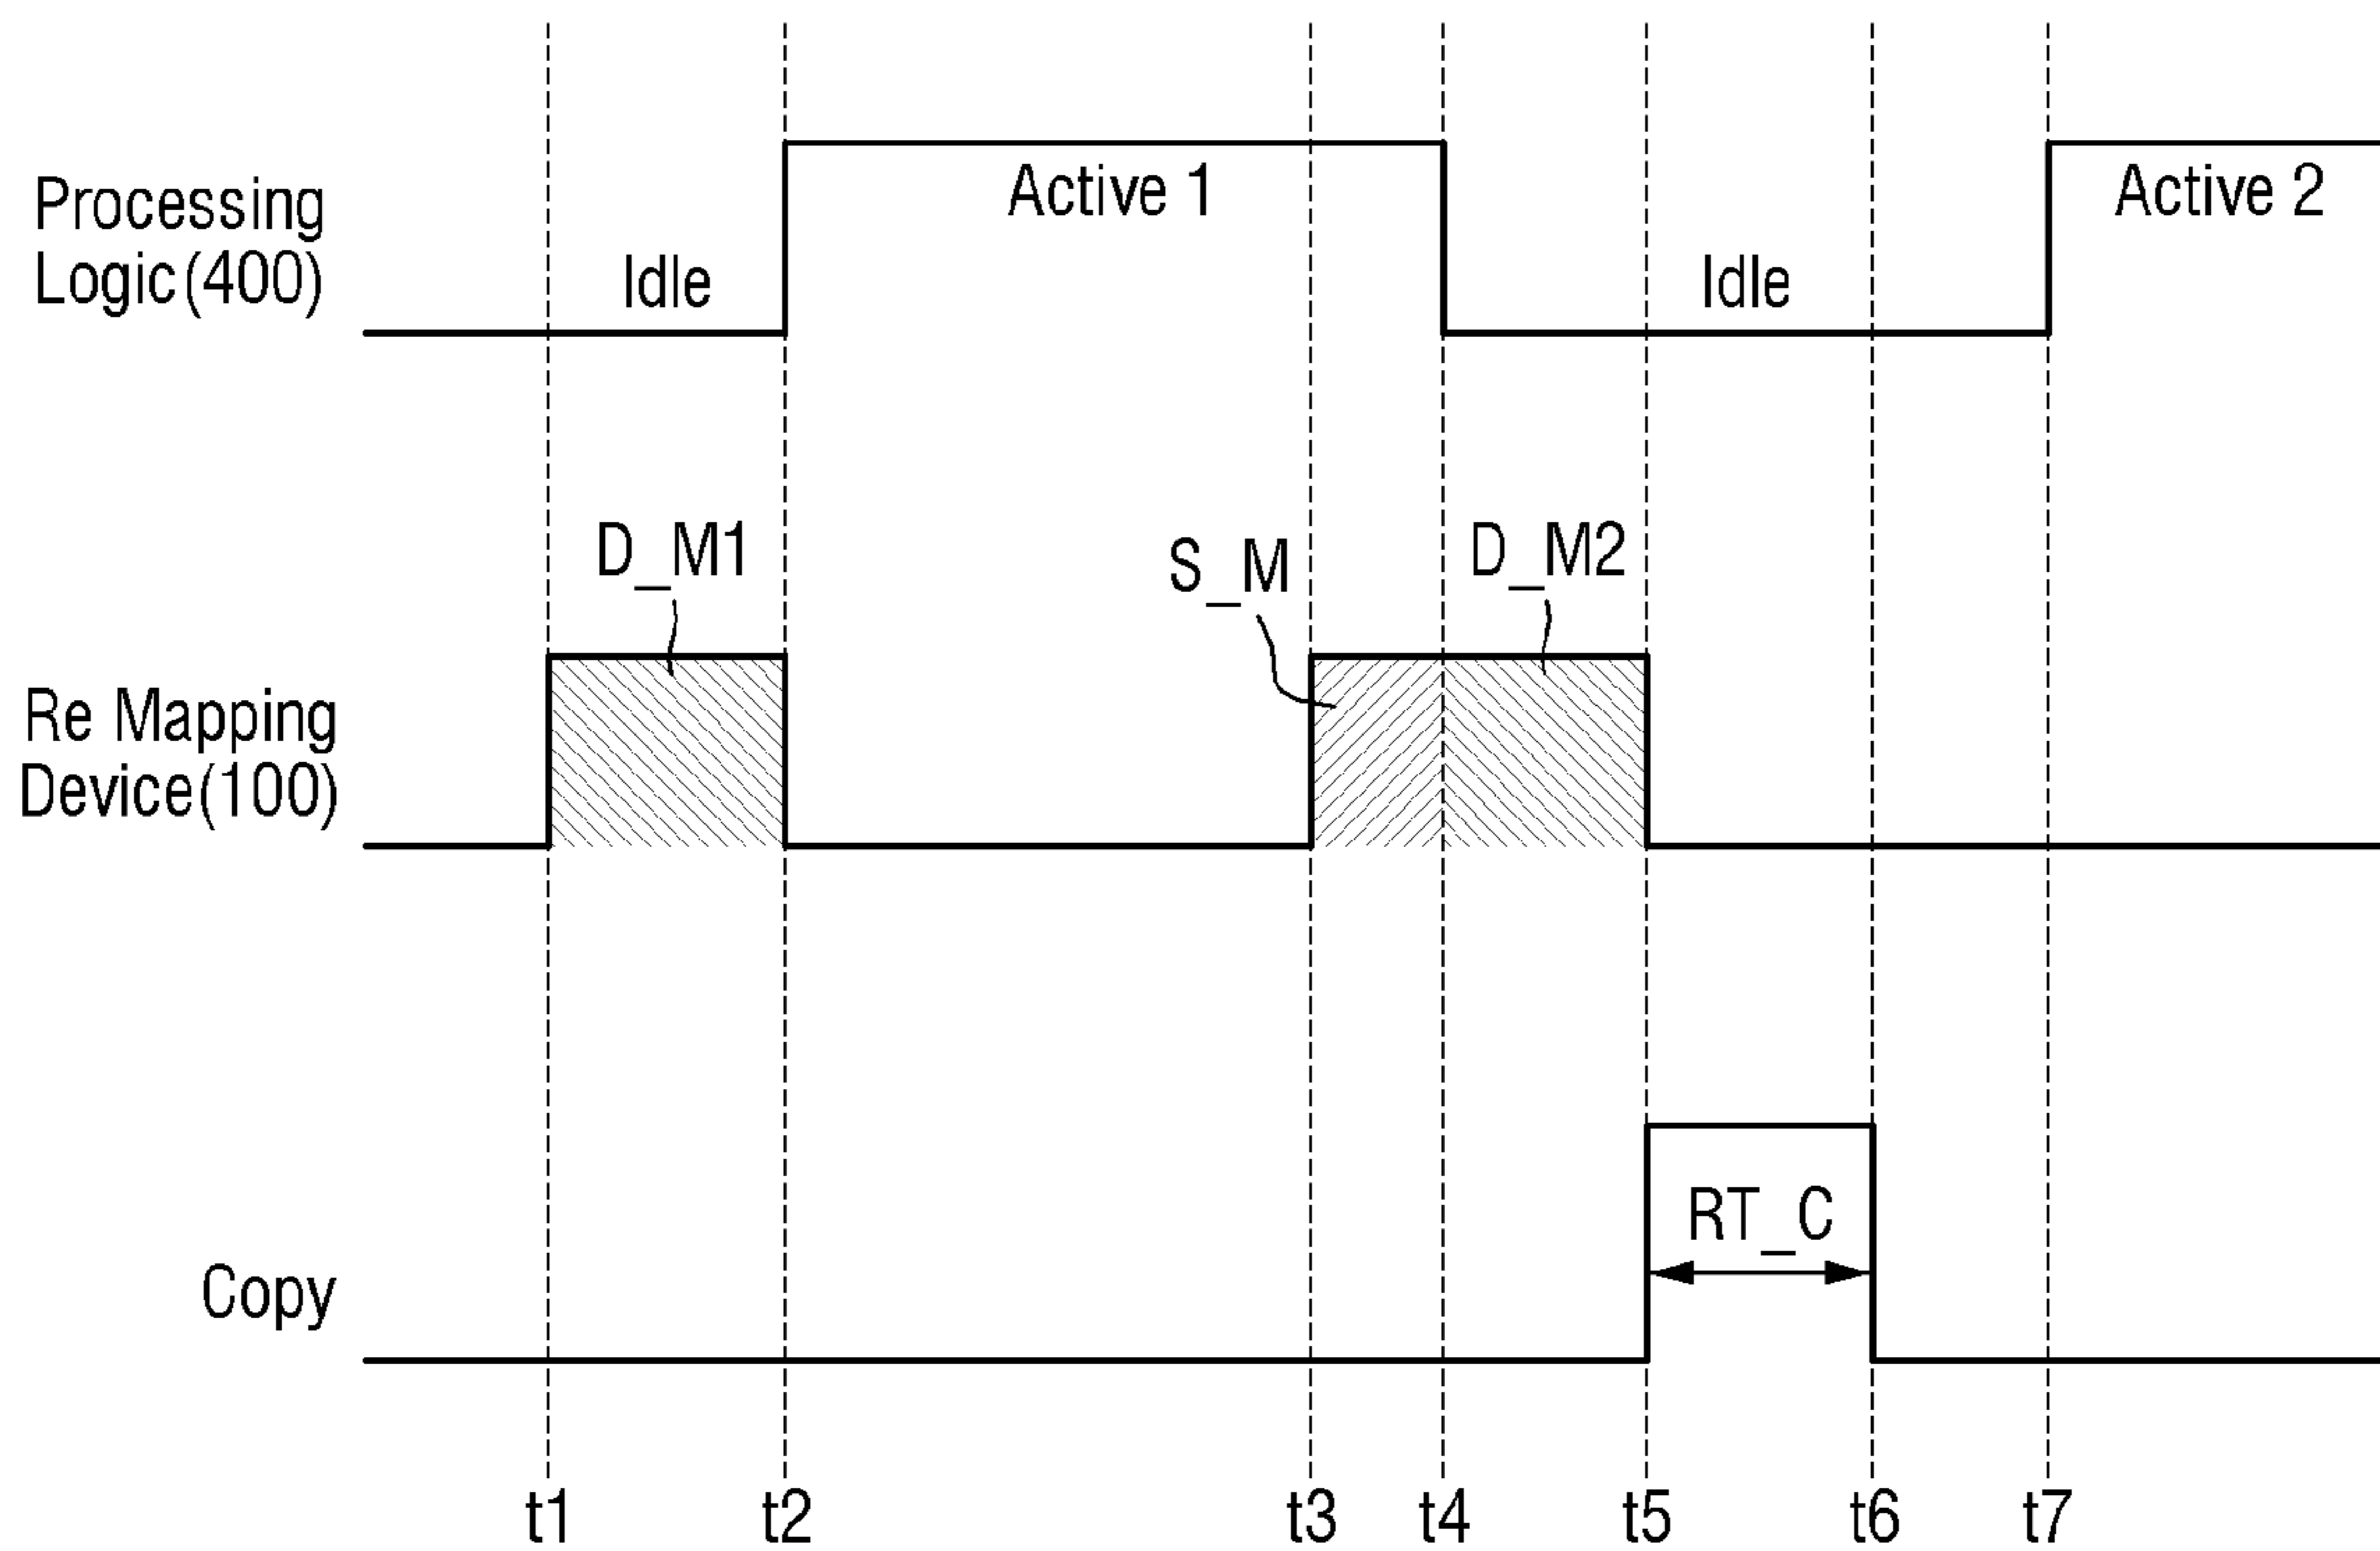 Active 1
Active 2
Processing
Logic(400)
Idle
Idle
D_M1
S_M
D_M2
Re Mapping
Device(100)
RT_C
Copy
t1
t2
t3
t4
t5
t6
t7